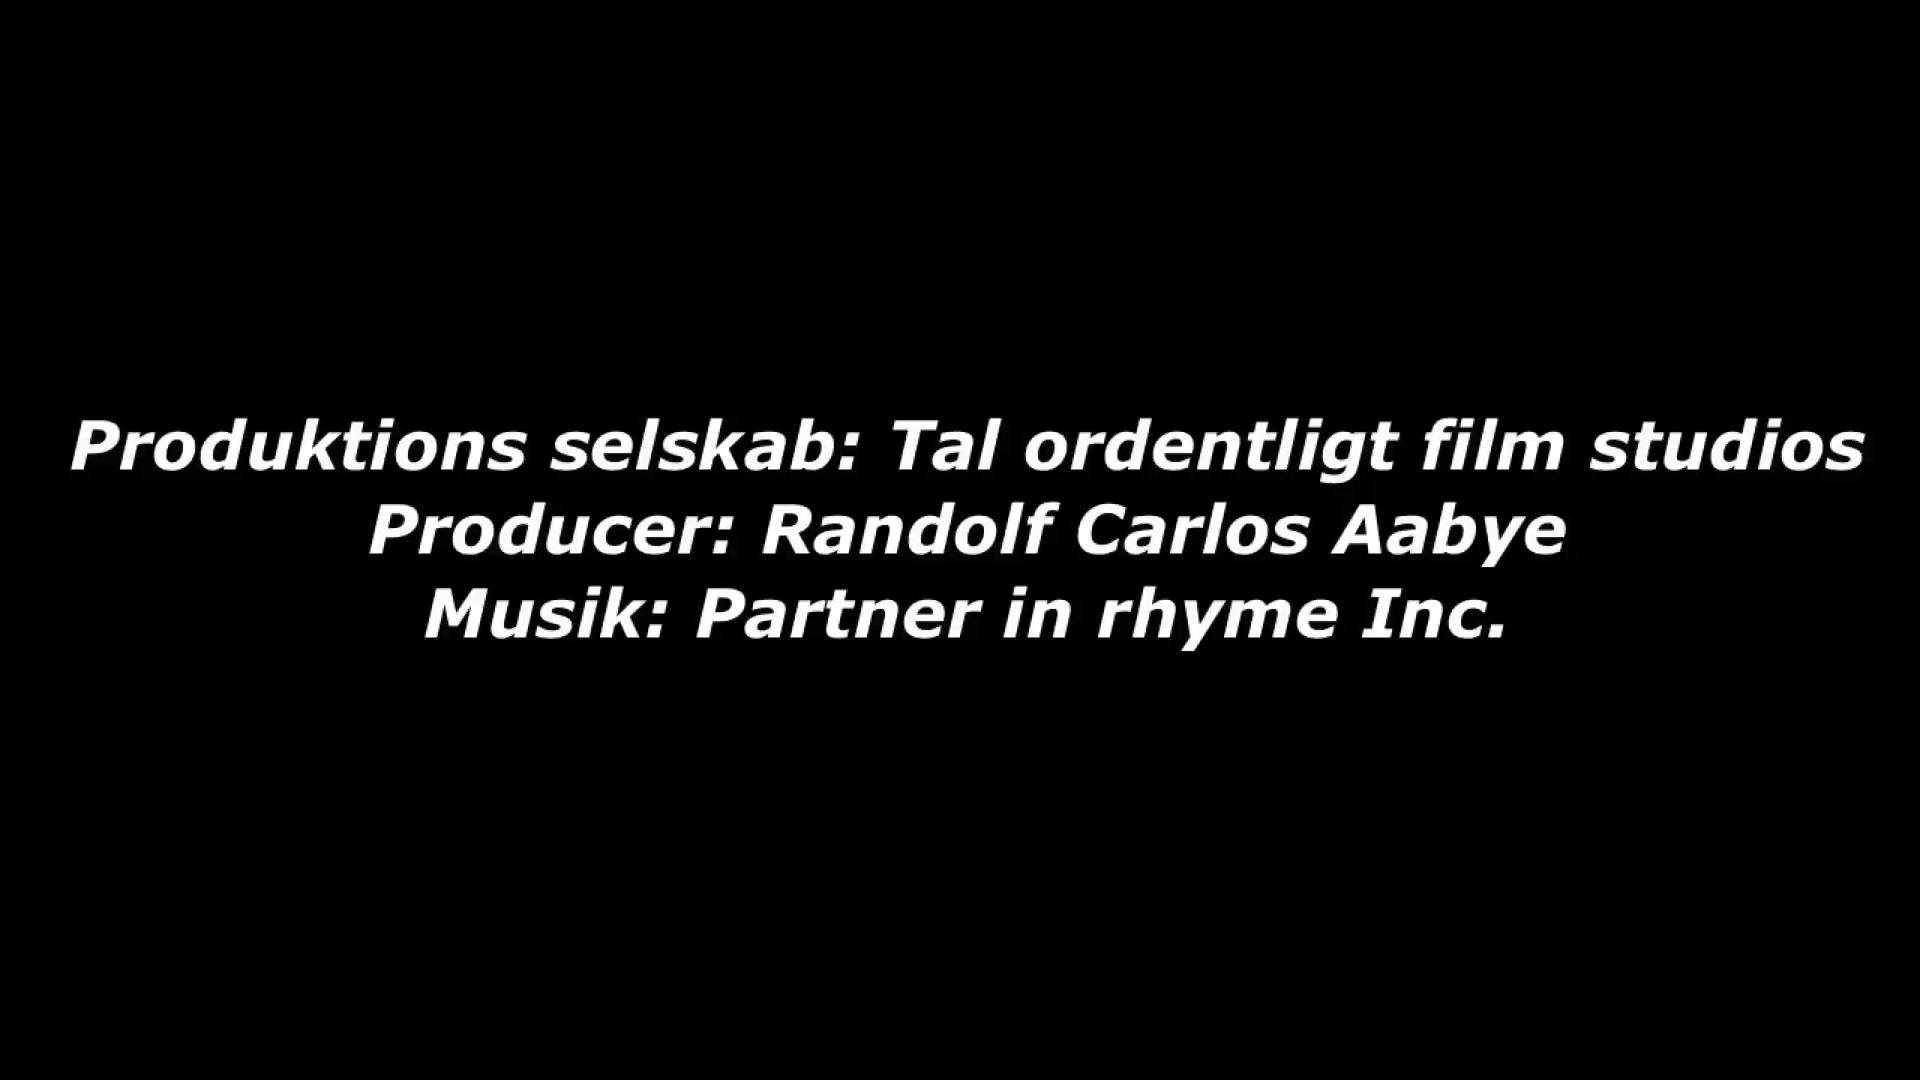 Produktions selskab: Tal ordentligt film studios
Producer: Randolf Carlos Aabye
Musik: Partner in rhyme Inc.